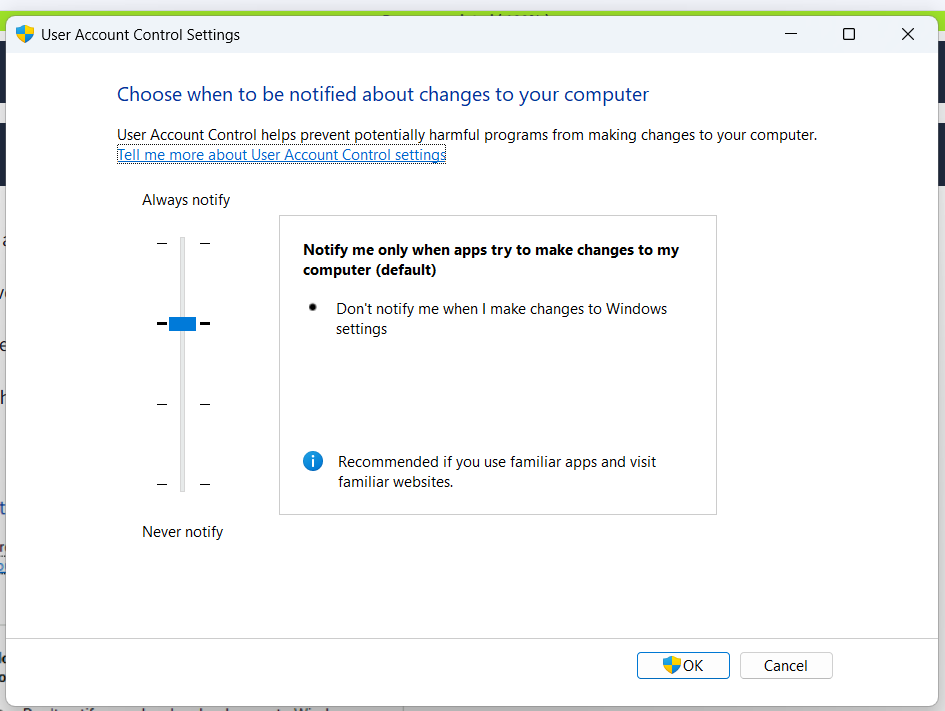 User Account Control Settings
Choose when to be notified about changes to your computer
User Account Control helps prevent potentially harmful programs from making changes to your computer.
Tell me more about User Account Control settings
Always notify
Notify me only when apps try to make changes to my
computer (default)
Don't notify me when I make changes to Windows
settings
Recommended if you use familiar apps and visit
familiar websites.
Never notify
OK
Cancel